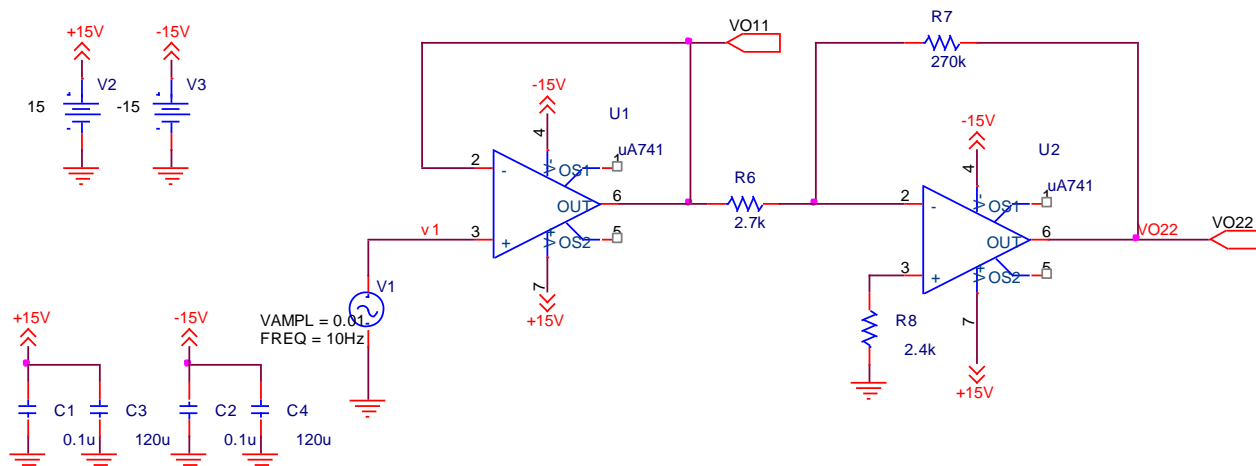 +15V
-15V
V2
V3
15
-15
+15V
-15V
C1
C3
C2
C4
0.1u
120u
0.1u
120u
v1
V1
VAMPL = 0.01
FREQ = 10Hz
VO11
-15V
U1
4
uA741
V-
OS1
1
2
-
OUT
6
3
+
V+
OS2
5
7
+15V
R6
2.7k
R7
270k
-15V
U2
4
uA741
V-
OS1
1
2
-
OUT
6
VO22
VO22
3
+
V+
OS2
5
7
+15V
R8
2.4k